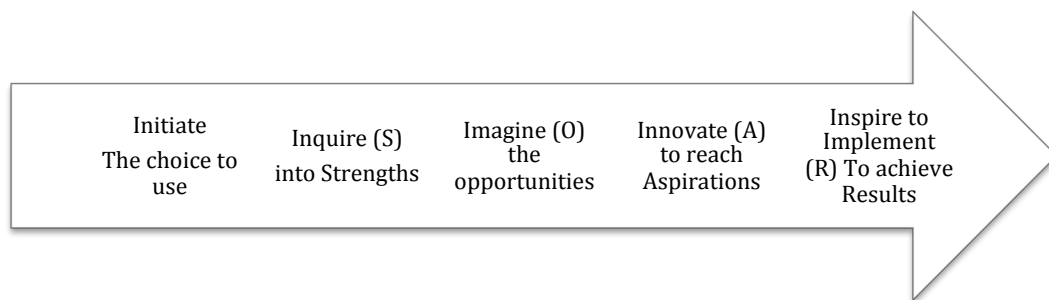 Initiate
The choice to
use
Inquire (S)
into Strengths
Imagine (O)
the
opportunities
Innovate (A)
to reach
Aspirations
Inspire to
Implement
(R) To achieve
Results